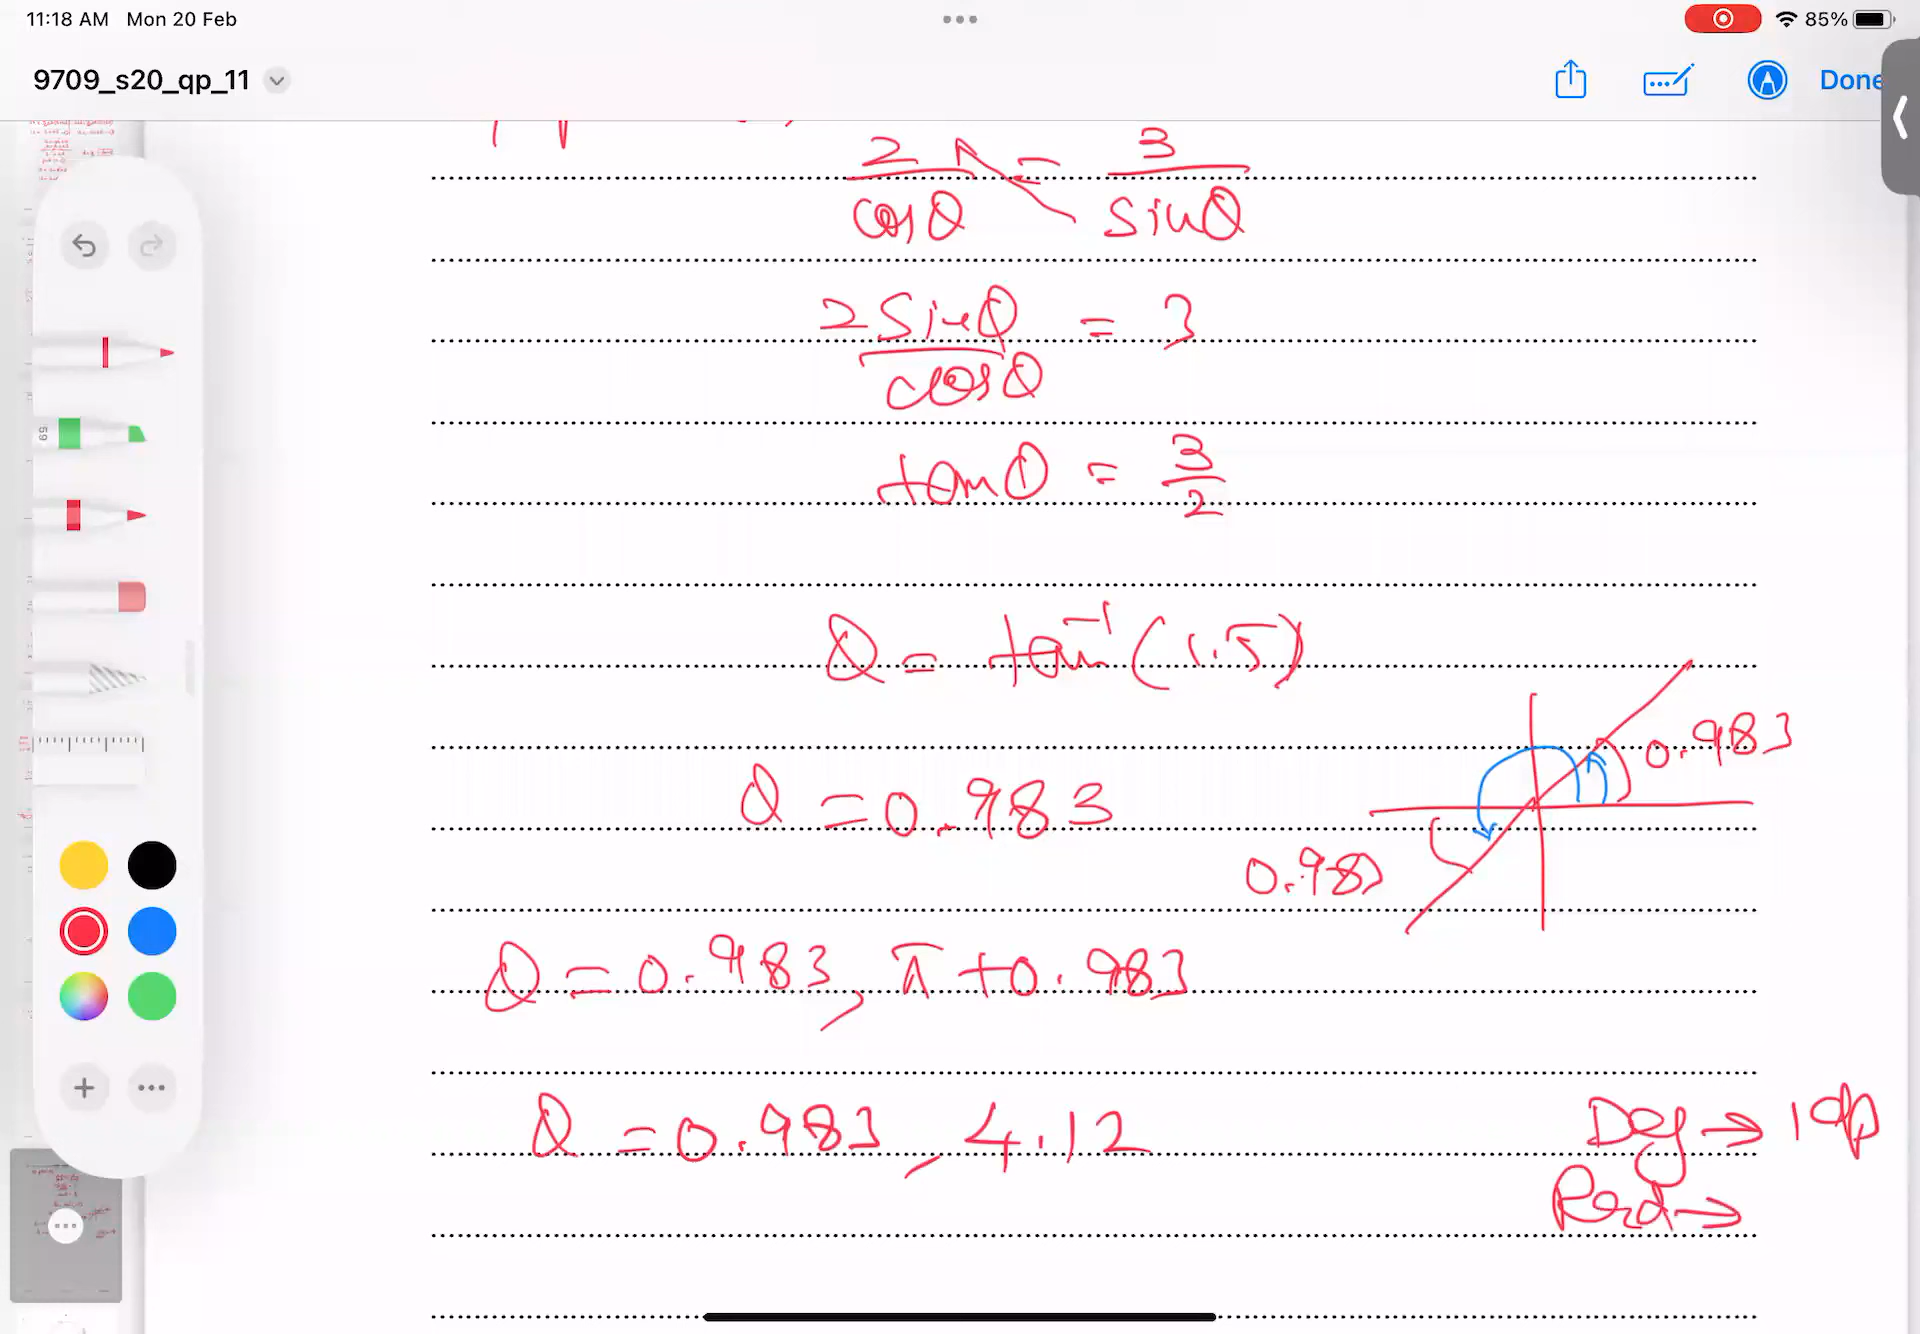 11:18 AM Mon 20 Feb
85%
9709_s20_qp_11
Done
2/cosθ = 3/sinθ
2sinθ/cosθ = 3
tanθ = 3/2
θ = tan⁻¹(1.5)
0.983
θ = 0.983
0.983
θ = 0.983, π + 0.983
θ = 0.983, 4.12
Deg → 1dp
Rad →
59